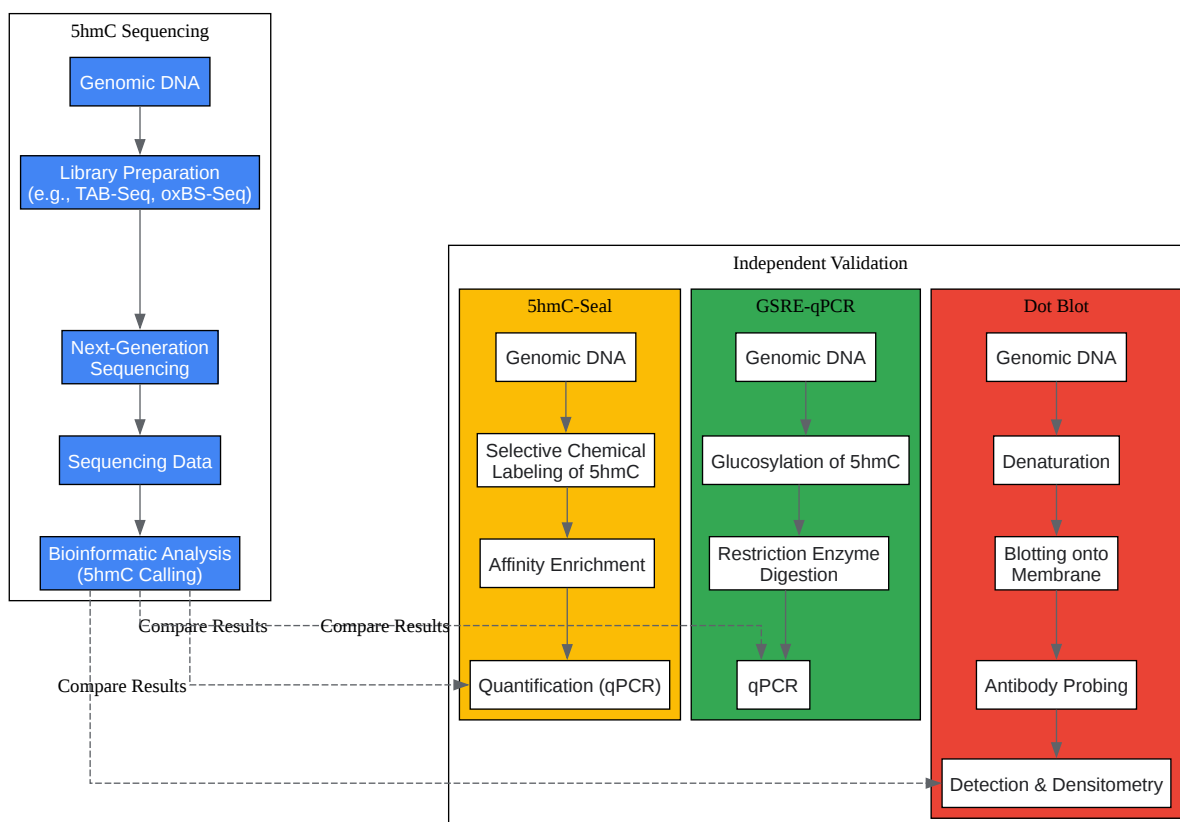 5hmC Sequencing
Genomic DNA
Library Preparation
(e.g., TAB-Seq, oxBS-Seq)
Next-Generation
Sequencing
Sequencing Data
Bioinformatic Analysis
(5hmC Calling)
Compare Results
Compare Results
Compare Results
Independent Validation
5hmC-Seal
Genomic DNA
Selective Chemical
Labeling of 5hmC
Affinity Enrichment
Quantification (qPCR)
GSRE-qPCR
Genomic DNA
Glucosylation of 5hmC
Restriction Enzyme
Digestion
qPCR
Dot Blot
Genomic DNA
Denaturation
Blotting onto
Membrane
Antibody Probing
Detection & Densitometry